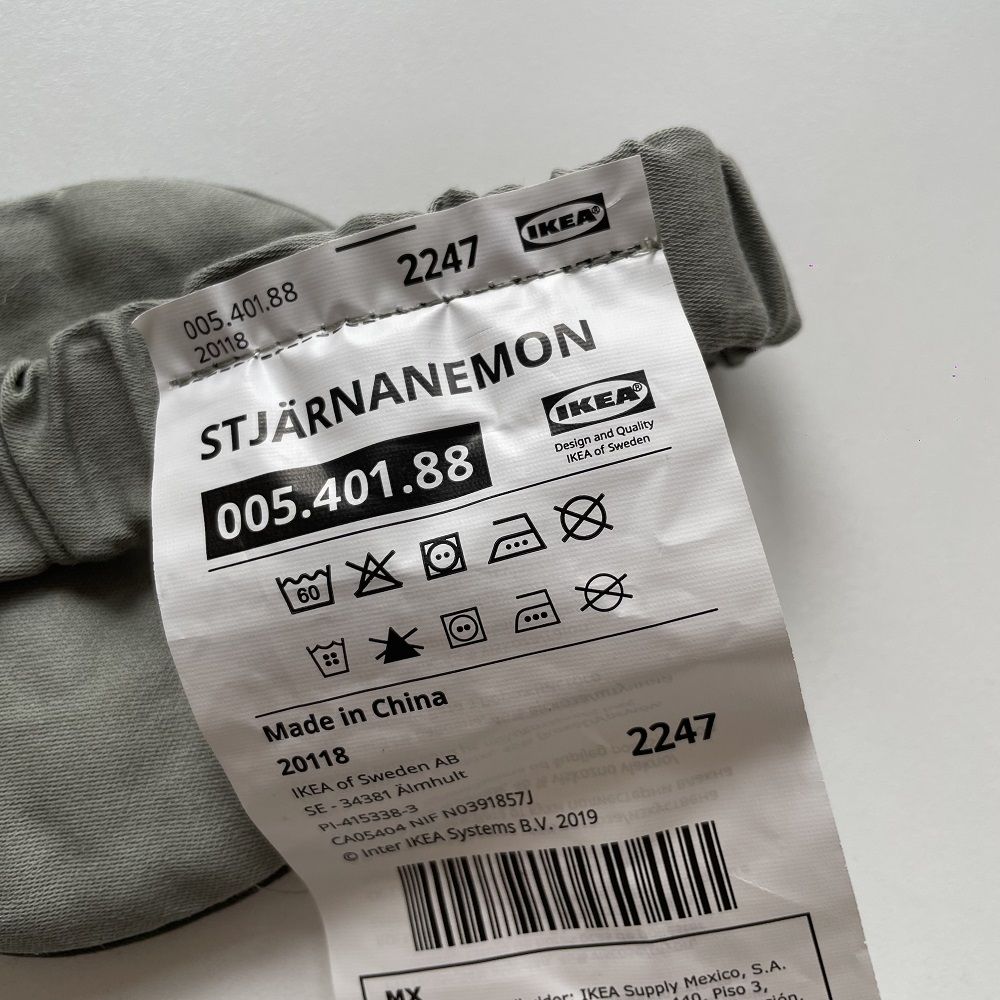 005.401.88
2247
IKEA®
20118
STJÄRNANEMON
005.401.88
IKEA®
Design and Quality
IKEA of Sweden
60
Made in China
20118
2247
IKEA of Sweden AB
SE - 34381 Älmhult
PI-415338-3
CA05404 NIF N0391857J
© Inter IKEA Systems B.V. 2019
MX
IKEA Supply Mexico, S.A.
Piso 3,